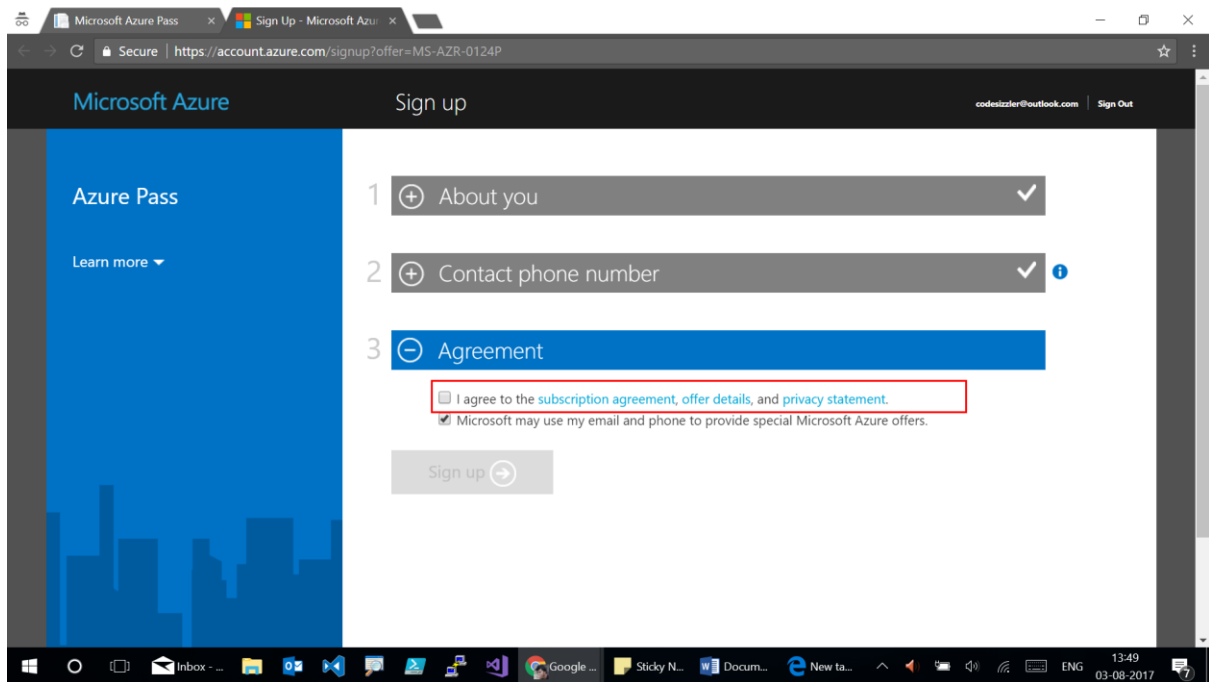 Microsoft Azure Pass
Sign Up - Microsoft Azur
Secure | https://account.azure.com/signup?offer=MS-AZR-0124P
Microsoft Azure
Sign up
codesizzler@outlook.com
Sign Out
Azure Pass
Learn more
1
About you
2
Contact phone number
3
Agreement
I agree to the subscription agreement, offer details, and privacy statement.
Microsoft may use my email and phone to provide special Microsoft Azure offers.
Sign up
Inbox - ...
Google ...
Sticky N...
Docum...
New ta...
ENG
13:49
03-08-2017
7